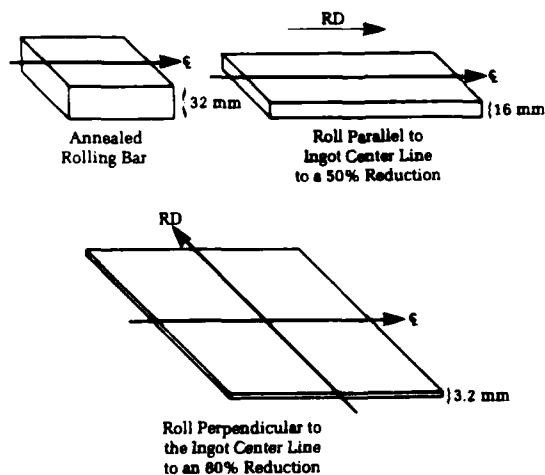 RD
℄
32 mm
Annealed
Rolling Bar
℄
16 mm
Roll Parallel to
Ingot Center Line
to a 50% Reduction
RD
℄
3.2 mm
Roll Perpendicular to
the Ingot Center Line
to an 80% Reduction